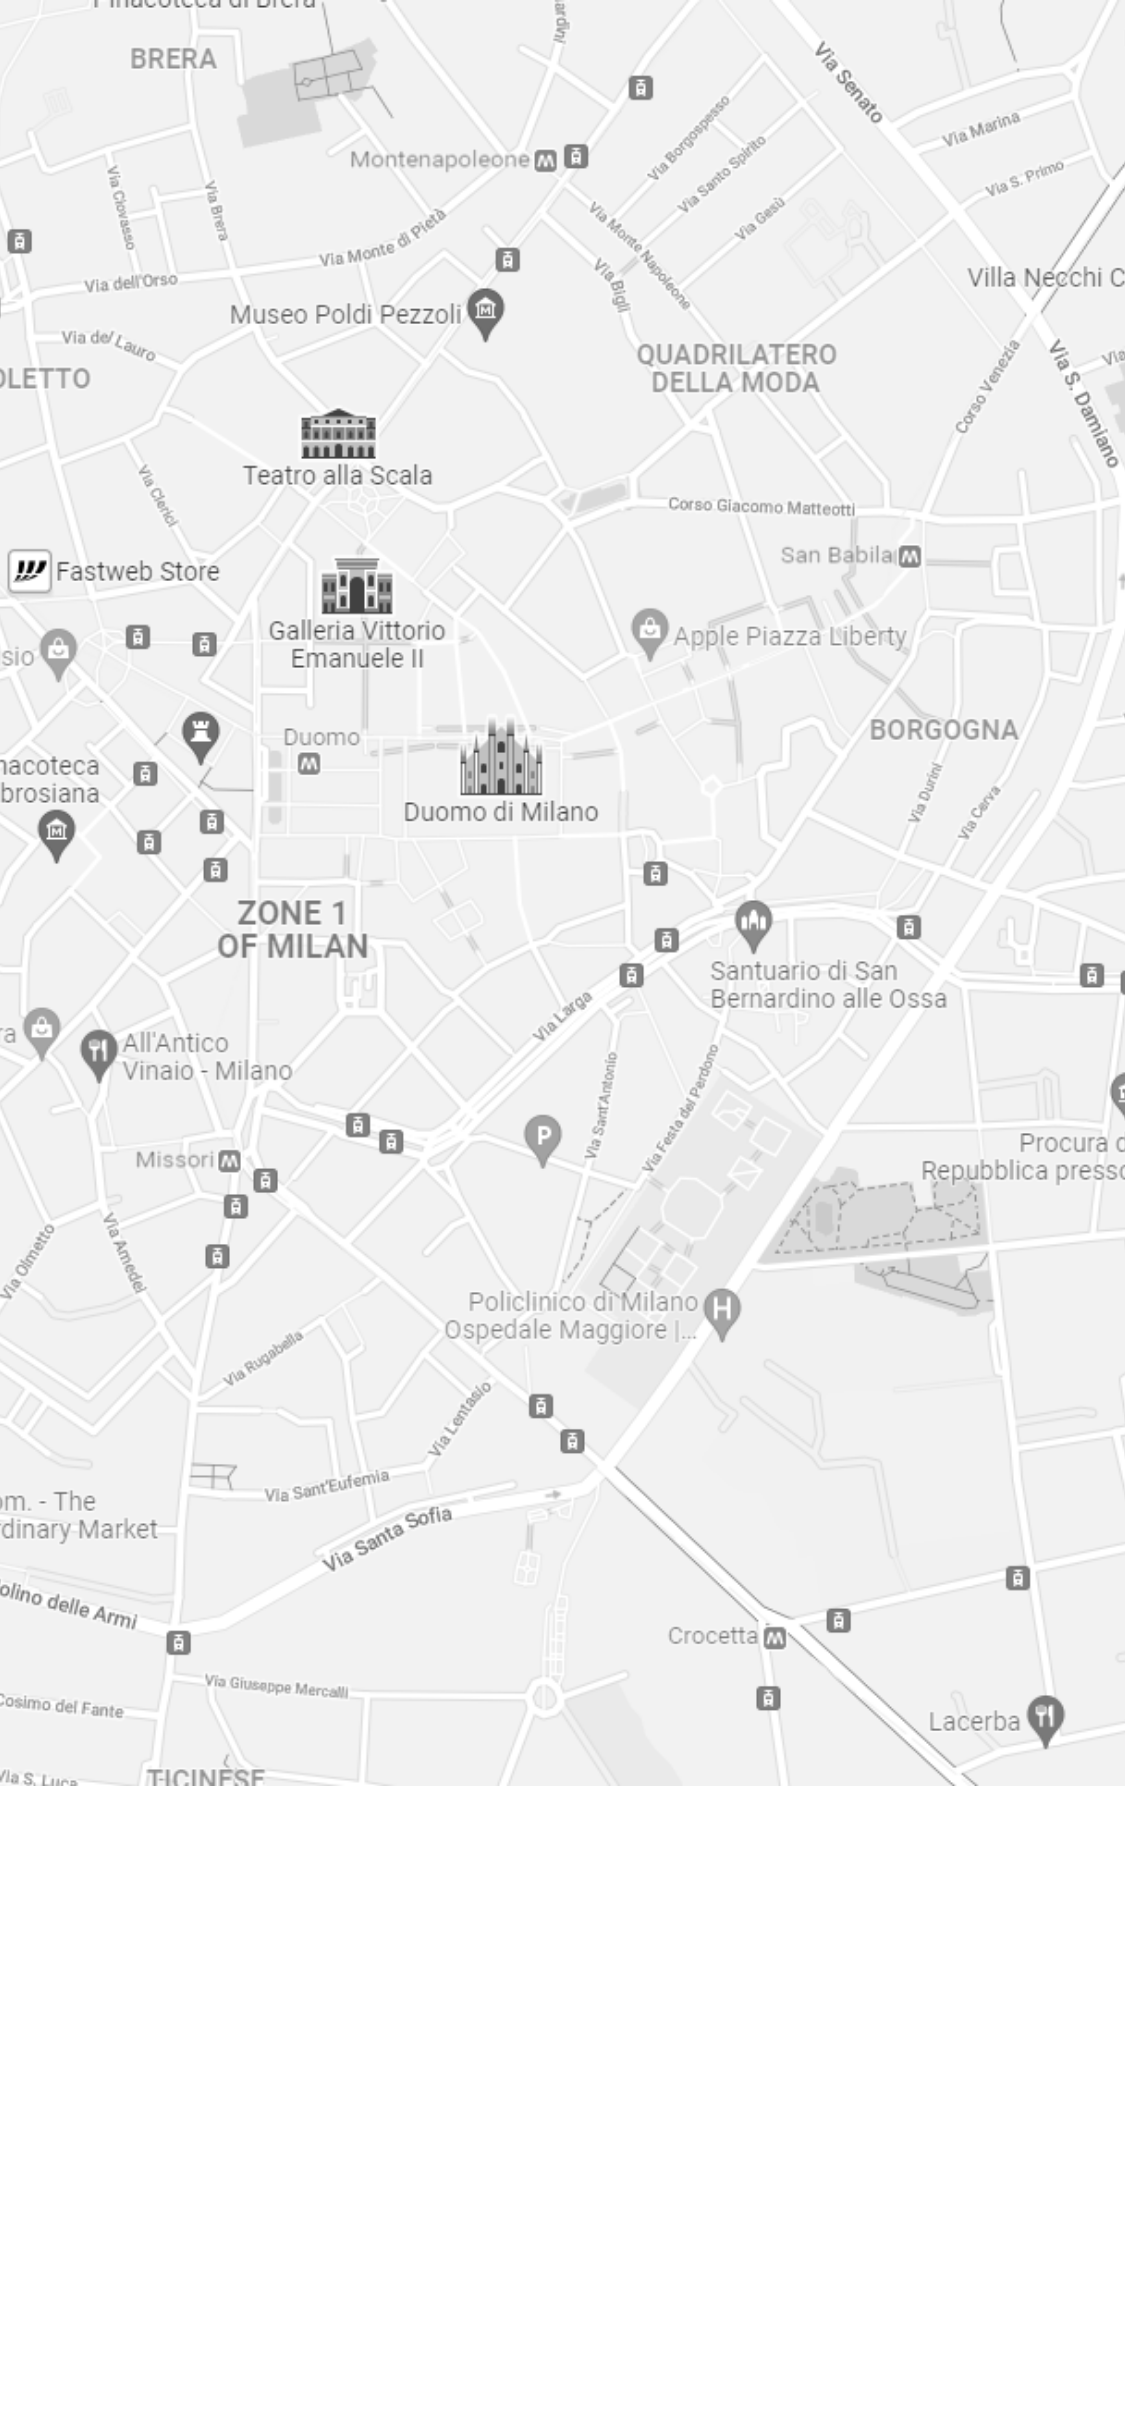 Pinacoteca di Brera
BRERA
Via Senato
Via Marina
Via Borgospesso
Via Santo Spirito
Montenapoleone
Via S. Primo
Via Ciovasso
Via Brera
Via Gesù
Via Monte di Pietà
Via Monte Napoleone
Via dell'Orso
Via Bigli
Villa Necchi C
Museo Poldi Pezzoli
Via de/ Lauro
QUADRILATERO
DELLA MODA
Corso Venezia
Via S. Damiano
Via
OLETTO
Teatro alla Scala
Via Clerici
Corso Giacomo Matteotti
San Babila
Fastweb Store
Galleria Vittorio
Emanuele II
Apple Piazza Liberty
sio
BORGOGNA
Duomo
nacoteca
brosiana
Duomo di Milano
Via Durini
Via Cerva
ZONE 1
OF MILAN
Santuario di San
Bernardino alle Ossa
Via Larga
ra
All'Antico
Vinaio - Milano
Via Sant'Antonio
Via Festa del Perdono
P
Procura d
Repubblica presso
Missori
Via Olmetto
Via Amedei
Policlinico di Milano
Ospedale Maggiore |...
H
Via Rugabella
Via Lentasio
Via Sant'Eufemia
om. - The
rdinary Market
Via Santa Sofia
olino delle Armi
Crocetta
Via Giuseppe Mercalli
Cosimo del Fante
Lacerba
Via S. Luca
TICINESE